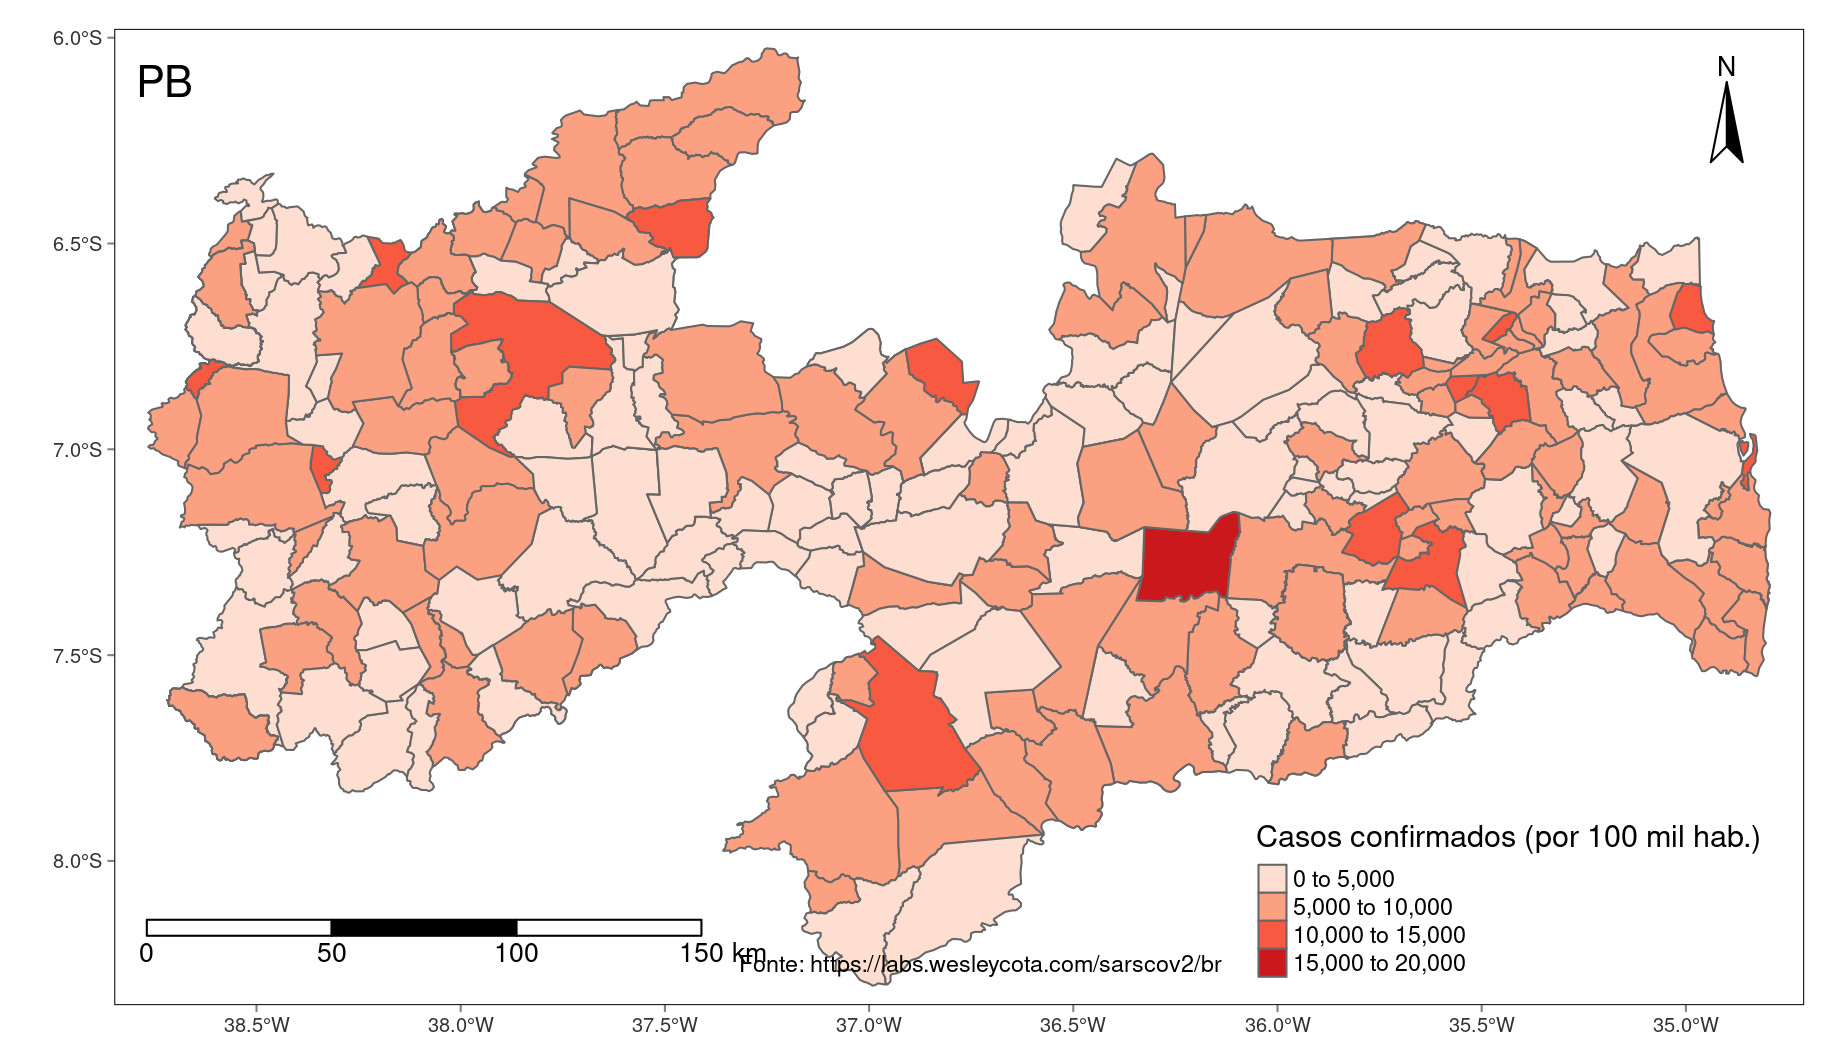 6.0°S
6.5°S
7.0°S
7.5°S
8.0°S
PB
N
Casos confirmados (por 100 mil hab.)
0 to 5,000
5,000 to 10,000
10,000 to 15,000
15,000 to 20,000
0 50 100 150 km
Fonte: https://labs.wesleycota.com/sarscov2/br
38.5°W 38.0°W 37.5°W 37.0°W 36.5°W 36.0°W 35.5°W 35.0°W